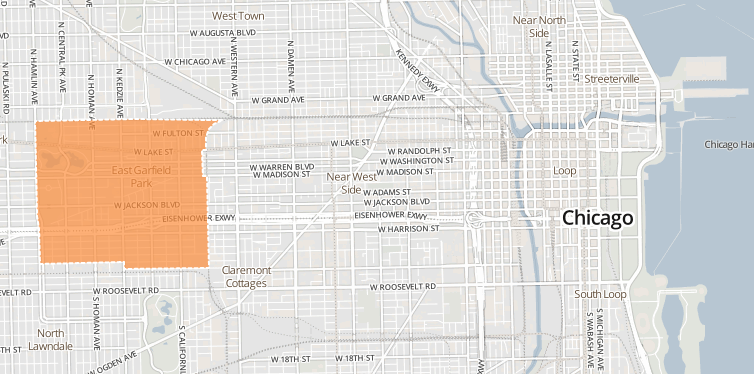 West Town
Near North
Side
W AUGUSTA BLVD
N PULASKI RD
N HAMLIN AVE
N CENTRAL PK AVE
N HOMAN AVE
N KEDZIE AVE
N WESTERN AVE
N DAMEN AVE
KENNEDY EXWY
N LASALLE ST
N STATE ST
W CHICAGO AVE
Streeterville
W GRAND AVE
W GRAND AVE
W FULTON ST
W LAKE ST
W LAKE ST
W RANDOLPH ST
W WASHINGTON ST
W WARREN BLVD
W MADISON ST
W MADISON ST
East Garfield
Park
Near West
Side
Loop
Chicago Har
W ADAMS ST
W JACKSON BLVD
W JACKSON BLVD
EISENHOWER EXWY
EISENHOWER EXWY
W HARRISON ST
Chicago
Claremont
Cottages
EVELT RD
W ROOSEVELT RD
W ROOSEVELT RD
South Loop
North
Lawndale
S HOMAN AVE
S CALIFORNI
S WABASH AVE
S MICHIGAN AVE
TH ST
W OGDEN AVE
W 18TH ST
W 18TH ST